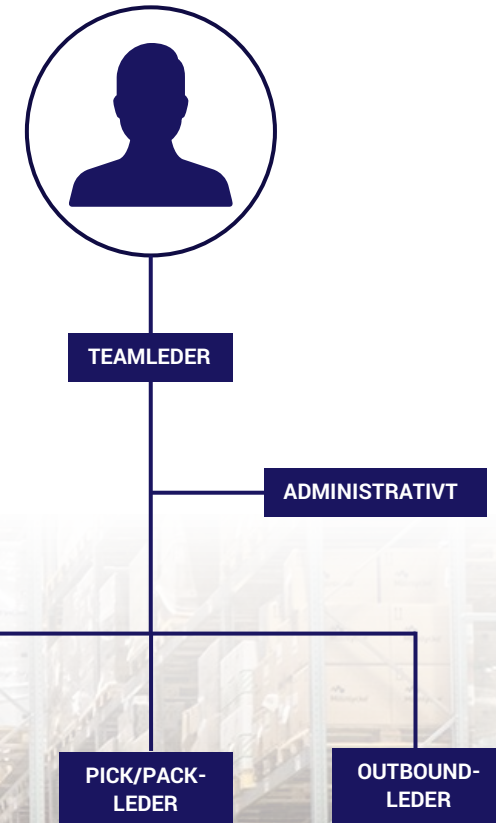 TEAMLEDER
ADMINISTRATIVT
PICK/PACK-
LEDER
OUTBOUND-
LEDER